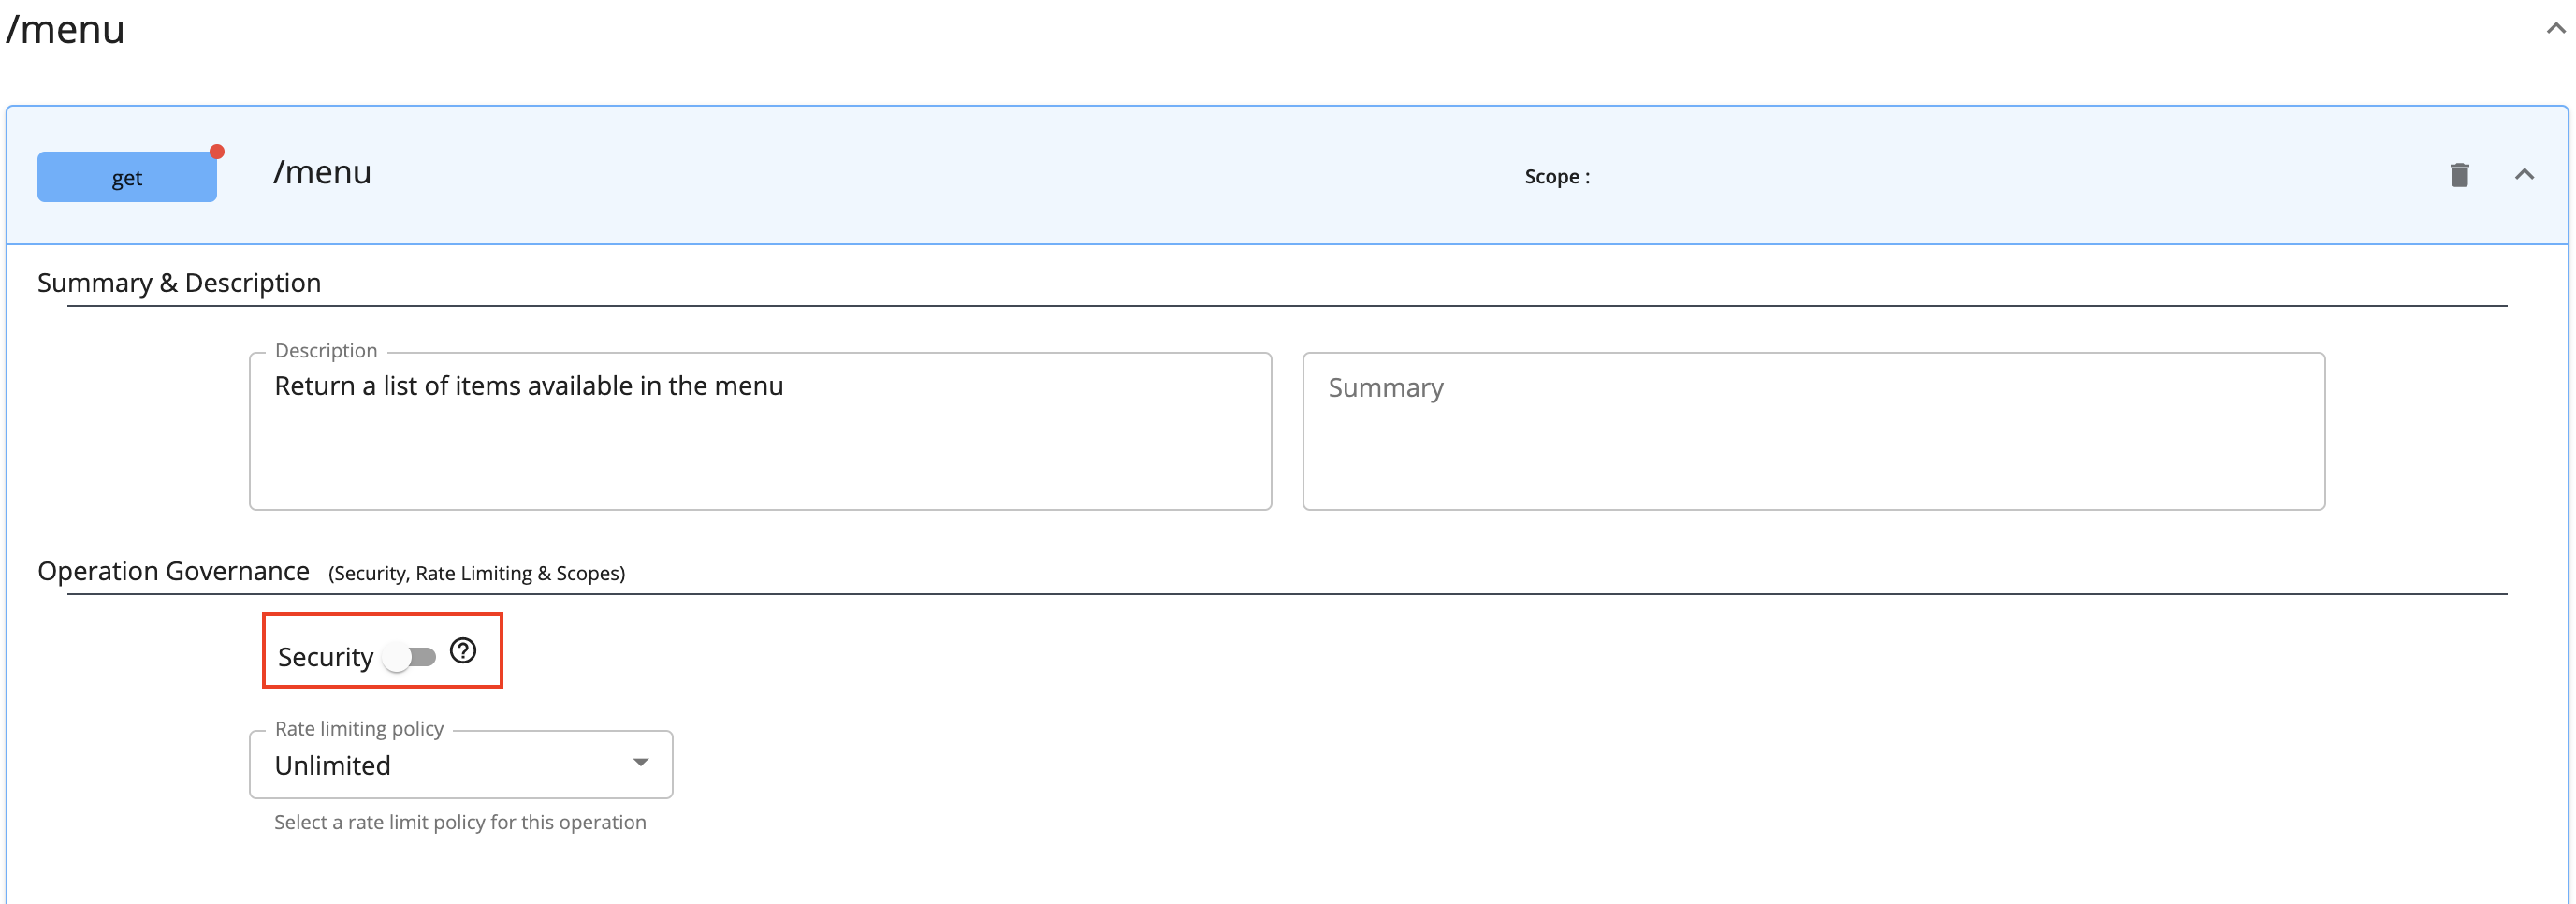 /menu
get
/menu
Scope :
Summary & Description
Description
Return a list of items available in the menu
Summary
Operation Governance (Security, Rate Limiting & Scopes)
Security
Rate limiting policy
Unlimited
Select a rate limit policy for this operation